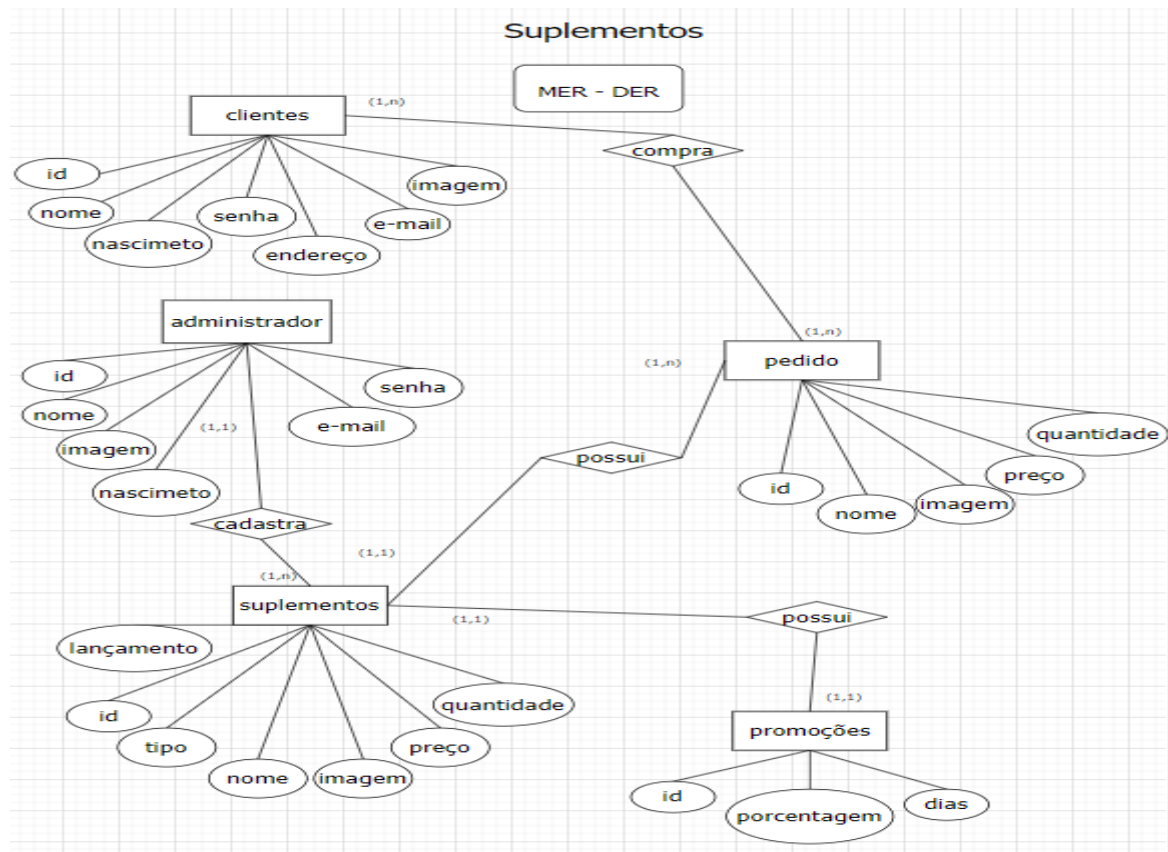 Suplementos
MER - DER
clientes
(1,n)
compra
id
nome
nascimeto
senha
endereço
e-mail
imagem
administrador
id
nome
imagem
nascimeto
(1,1)
e-mail
senha
cadastra
(1,n)
pedido
(1,n)
(1,n)
possui
(1,1)
id
nome
imagem
preço
quantidade
suplementos
(1,1)
possui
lançamento
id
tipo
nome
imagem
preço
quantidade
(1,1)
promoções
id
porcentagem
dias